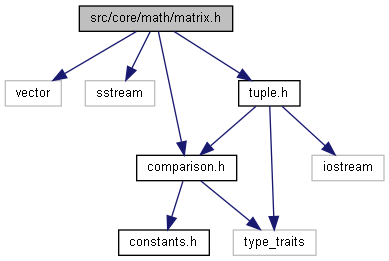 src/core/math/matrix.h
vector
sstream
tuple.h
comparison.h
iostream
constants.h
type_traits